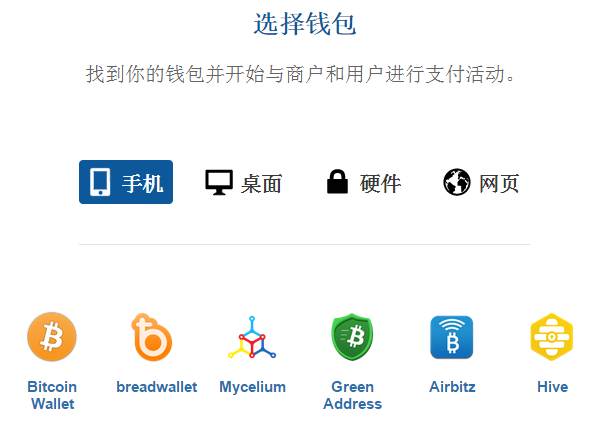 选择钱包
找到你的钱包并开始与商户和用户进行支付活动。
手机 桌面 硬件 网页
Bitcoin Wallet breadwallet Mycelium Green Address Airbitz Hive